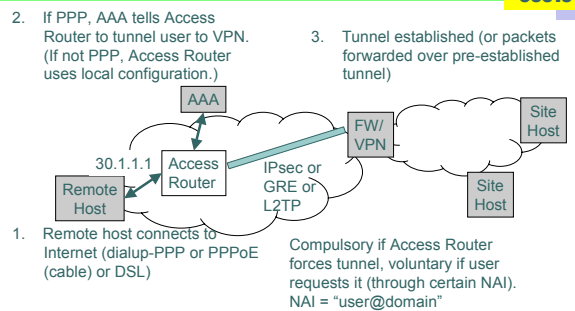 2. If PPP, AAA tells Access
Router to tunnel user to VPN.
(If not PPP, Access Router
uses local configuration.)
3. Tunnel established (or packets
forwarded over pre-established
tunnel)
AAA
FW/
VPN
Site
Host
30.1.1.1
Access
Router
IPsec or
GRE or
L2TP
Remote
Host
Site
Host
1. Remote host connects to
Internet (dialup-PPP or PPPoE
(cable) or DSL)
Compulsory if Access Router
forces tunnel, voluntary if user
requests it (through certain NAI).
NAI = “user@domain”